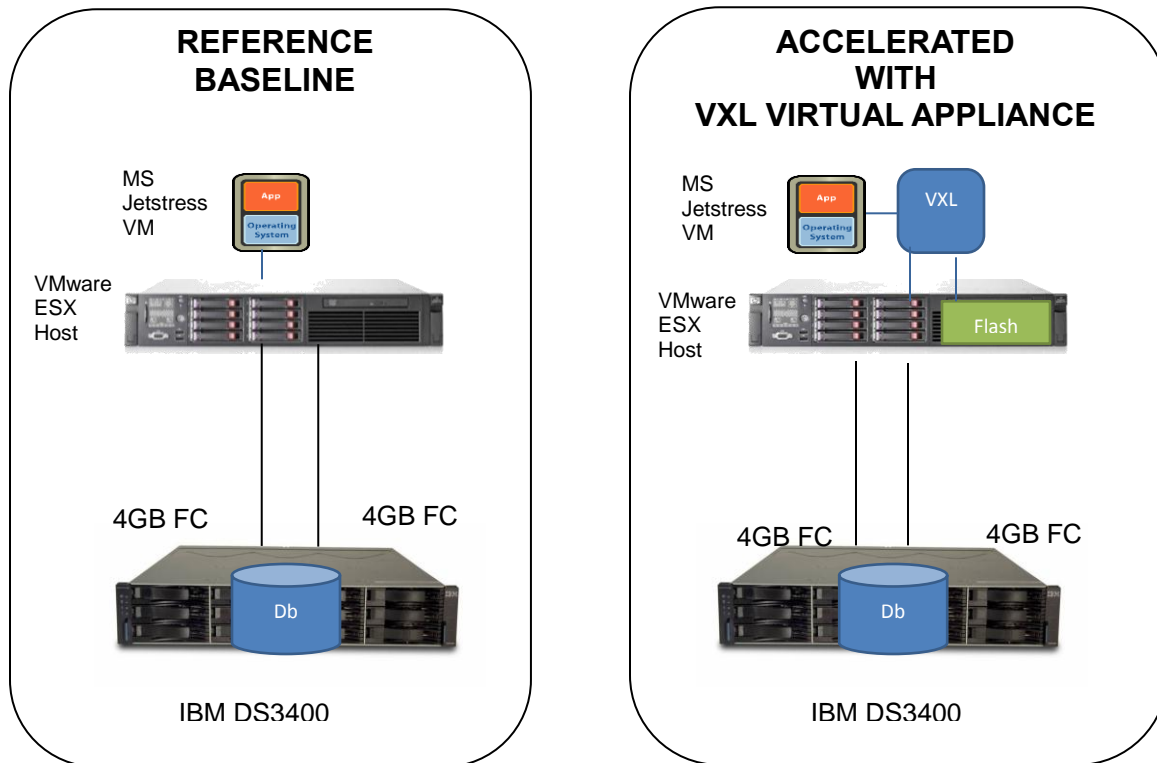 REFERENCE
BASELINE
MS
Jetstress
VM
App
Operating
System
VMware
ESX
Host
4GB FC
4GB FC
Db
IBM DS3400
ACCELERATED
WITH
VXL VIRTUAL APPLIANCE
MS
Jetstress
VM
App
Operating
System
VXL
VMware
ESX
Host
Flash
4GB FC
4GB FC
Db
IBM DS3400